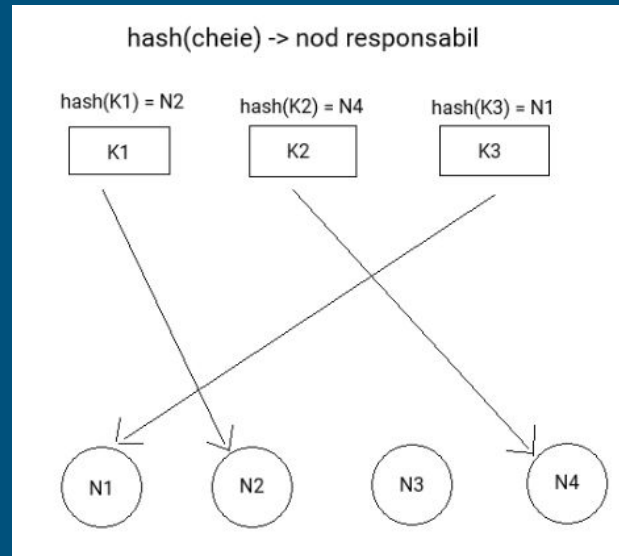 hash(cheie) -> nod responsabil
hash(K1) = N2
hash(K2) = N4
hash(K3) = N1
K1
K2
K3
N1
N2
N3
N4